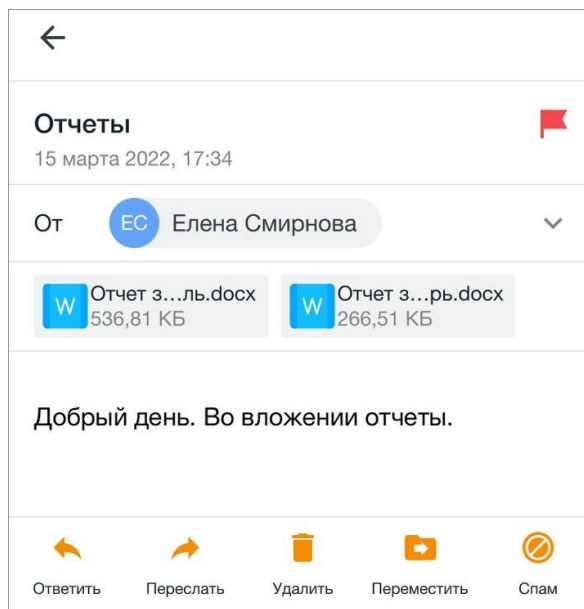 Отчеты
15 марта 2022, 17:34
От ЕС Елена Смирнова
W Отчет з...ль.docx W Отчет з...рь.docx
536,81 КБ 266,51 КБ
Добрый день. Во вложении отчеты.
Ответить Переслать Удалить Переместить Спам